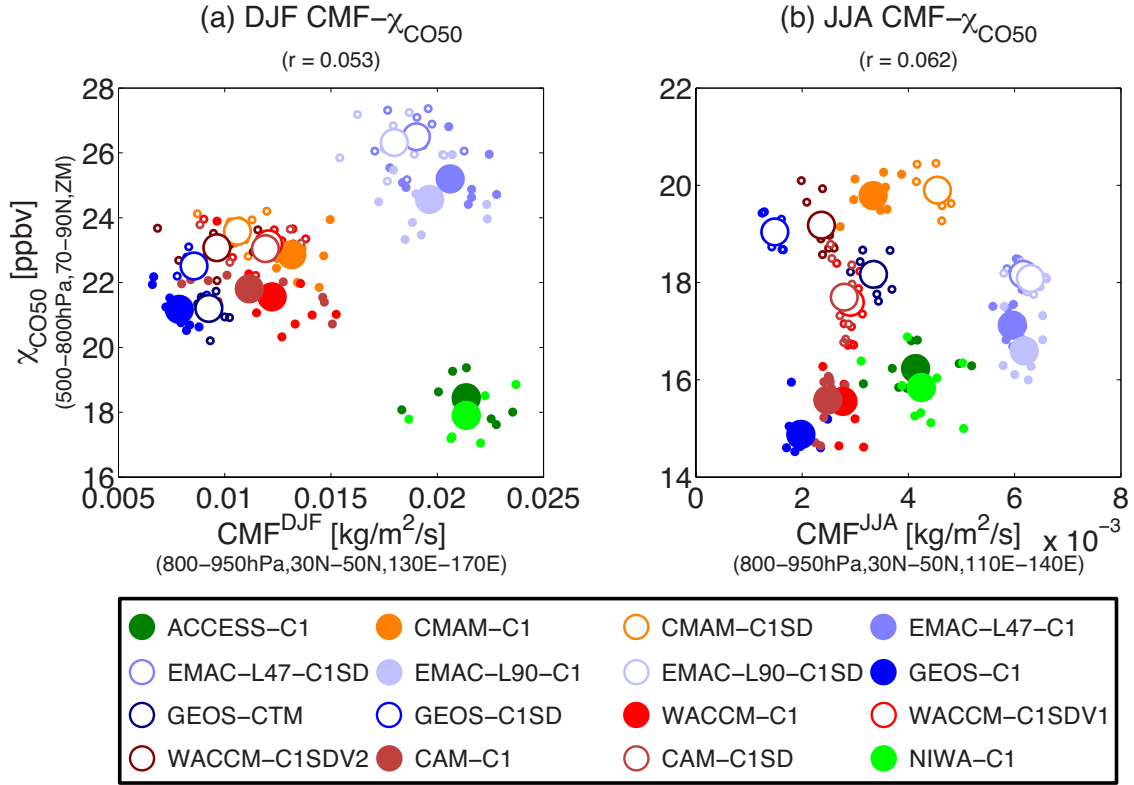 (a) DJF CMF−χCO50
(r = 0.053)
28
26
24
22
20
18
16
0.005
0.01
0.015
0.02
0.025
χCO50 [ppbv]
(500−800hPa,70−90N,ZM)
CMF^DJF [kg/m²/s]
(800−950hPa,30N−50N,130E−170E)
(b) JJA CMF−χCO50
(r = 0.062)
22
20
18
16
14
0
2
4
6
8
x 10^−3
CMF^JJA [kg/m²/s]
(800−950hPa,30N−50N,110E−140E)
ACCESS−C1 CMAM−C1 CMAM−C1SD EMAC−L47−C1
EMAC−L47−C1SD EMAC−L90−C1 EMAC−L90−C1SD GEOS−C1
GEOS−CTM GEOS−C1SD WACCM−C1 WACCM−C1SDV1
WACCM−C1SDV2 CAM−C1 CAM−C1SD NIWA−C1